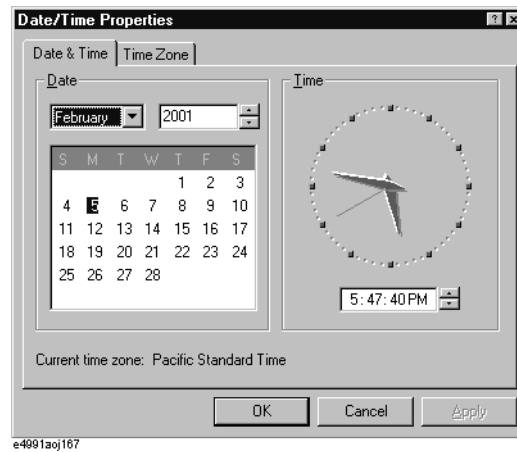 Date/Time Properties
Date & Time
Time Zone
Date
Time
February
2001
S M T W T F S
1 2 3
4 5 6 7 8 9 10
11 12 13 14 15 16 17
18 19 20 21 22 23 24
25 26 27 28
5:47:40 PM
Current time zone: Pacific Standard Time
OK
Cancel
Apply
e4991aoj167